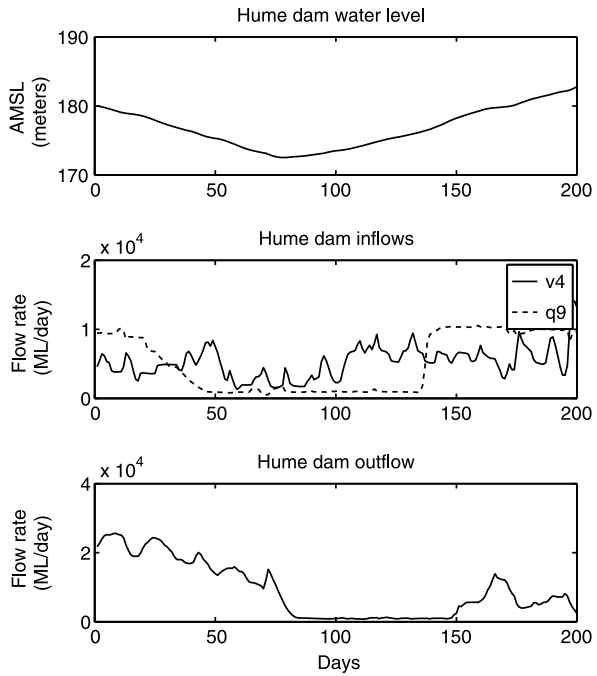 Hume dam water level
190
180
170
AMSL
(meters)
0 50 100 150 200
Hume dam inflows
x 10^4
2
1
0
Flow rate
(ML/day)
v4
q9
0 50 100 150 200
Hume dam outflow
x 10^4
4
2
0
Flow rate
(ML/day)
0 50 100 150 200
Days